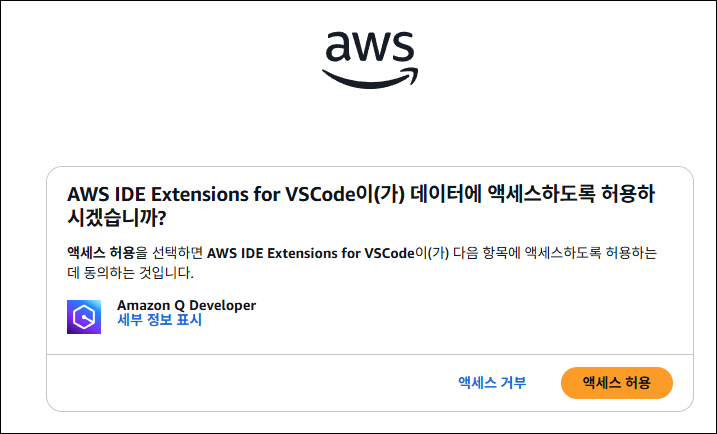 aws
AWS IDE Extensions for VSCode이(가) 데이터에 액세스하도록 허용하
시겠습니까?
액세스 허용을 선택하면 AWS IDE Extensions for VSCode이(가) 다음 항목에 액세스하도록 허용하는
데 동의하는 것입니다.
Amazon Q Developer
세부 정보 표시
액세스 거부 액세스 허용